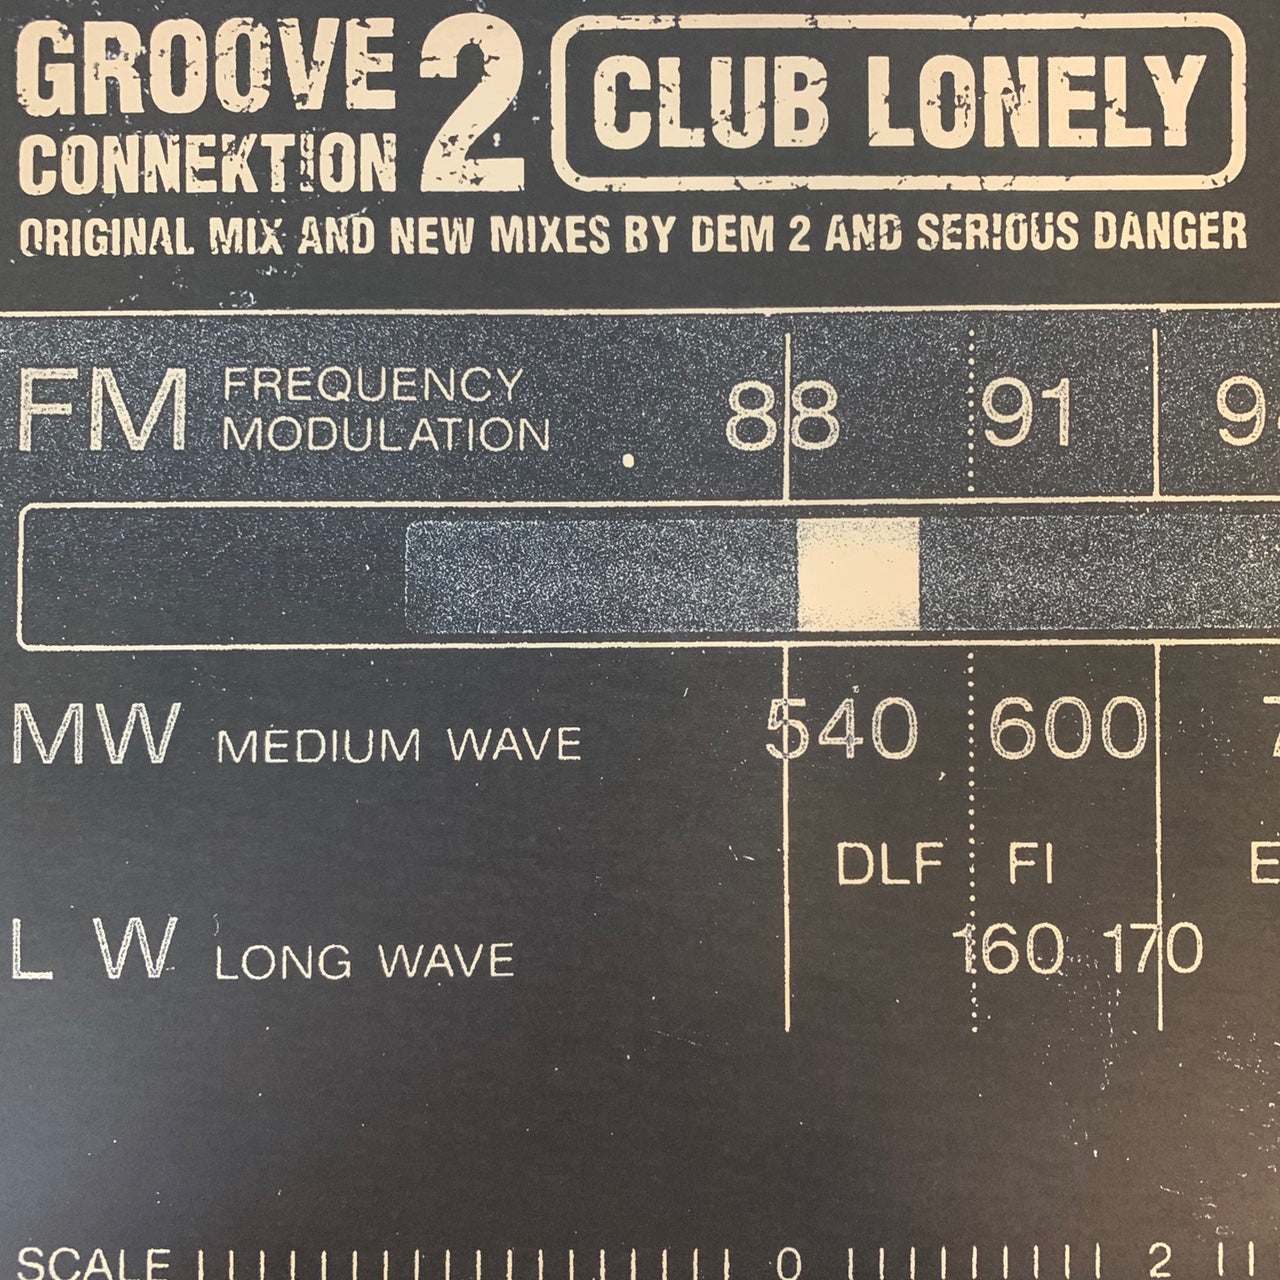 GROOVE
CONNEKTION
2
CLUB LONELY
ORIGINAL MIX AND NEW MIXES BY DEM 2 AND SERIOUS DANGER
FM FREQUENCY
MODULATION
88 91
MW MEDIUM WAVE 540 600
DLF FI
LW LONG WAVE 160 170
SCALE 0 2